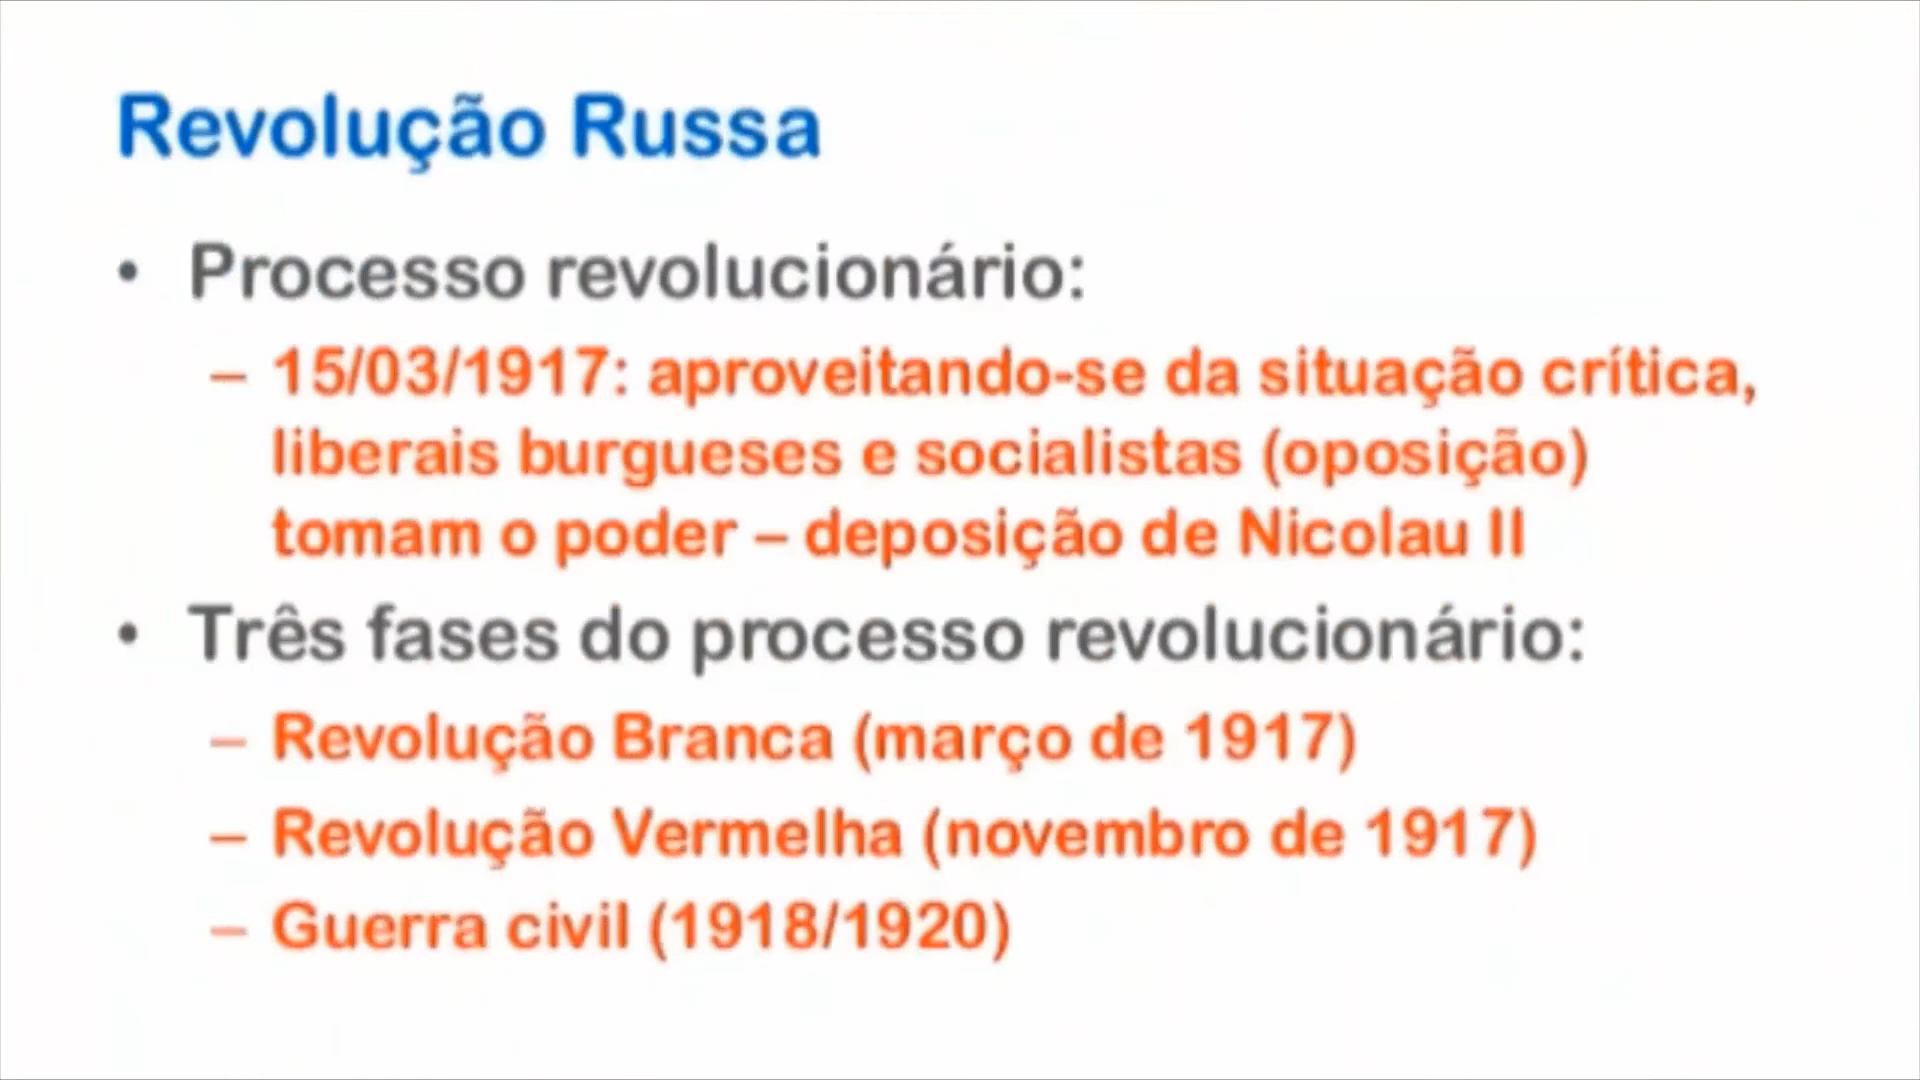 Revolução Russa
• Processo revolucionário:
– 15/03/1917: aproveitando-se da situação crítica,
liberais burgueses e socialistas (oposição)
tomam o poder – deposição de Nicolau II
• Três fases do processo revolucionário:
– Revolução Branca (março de 1917)
– Revolução Vermelha (novembro de 1917)
– Guerra civil (1918/1920)